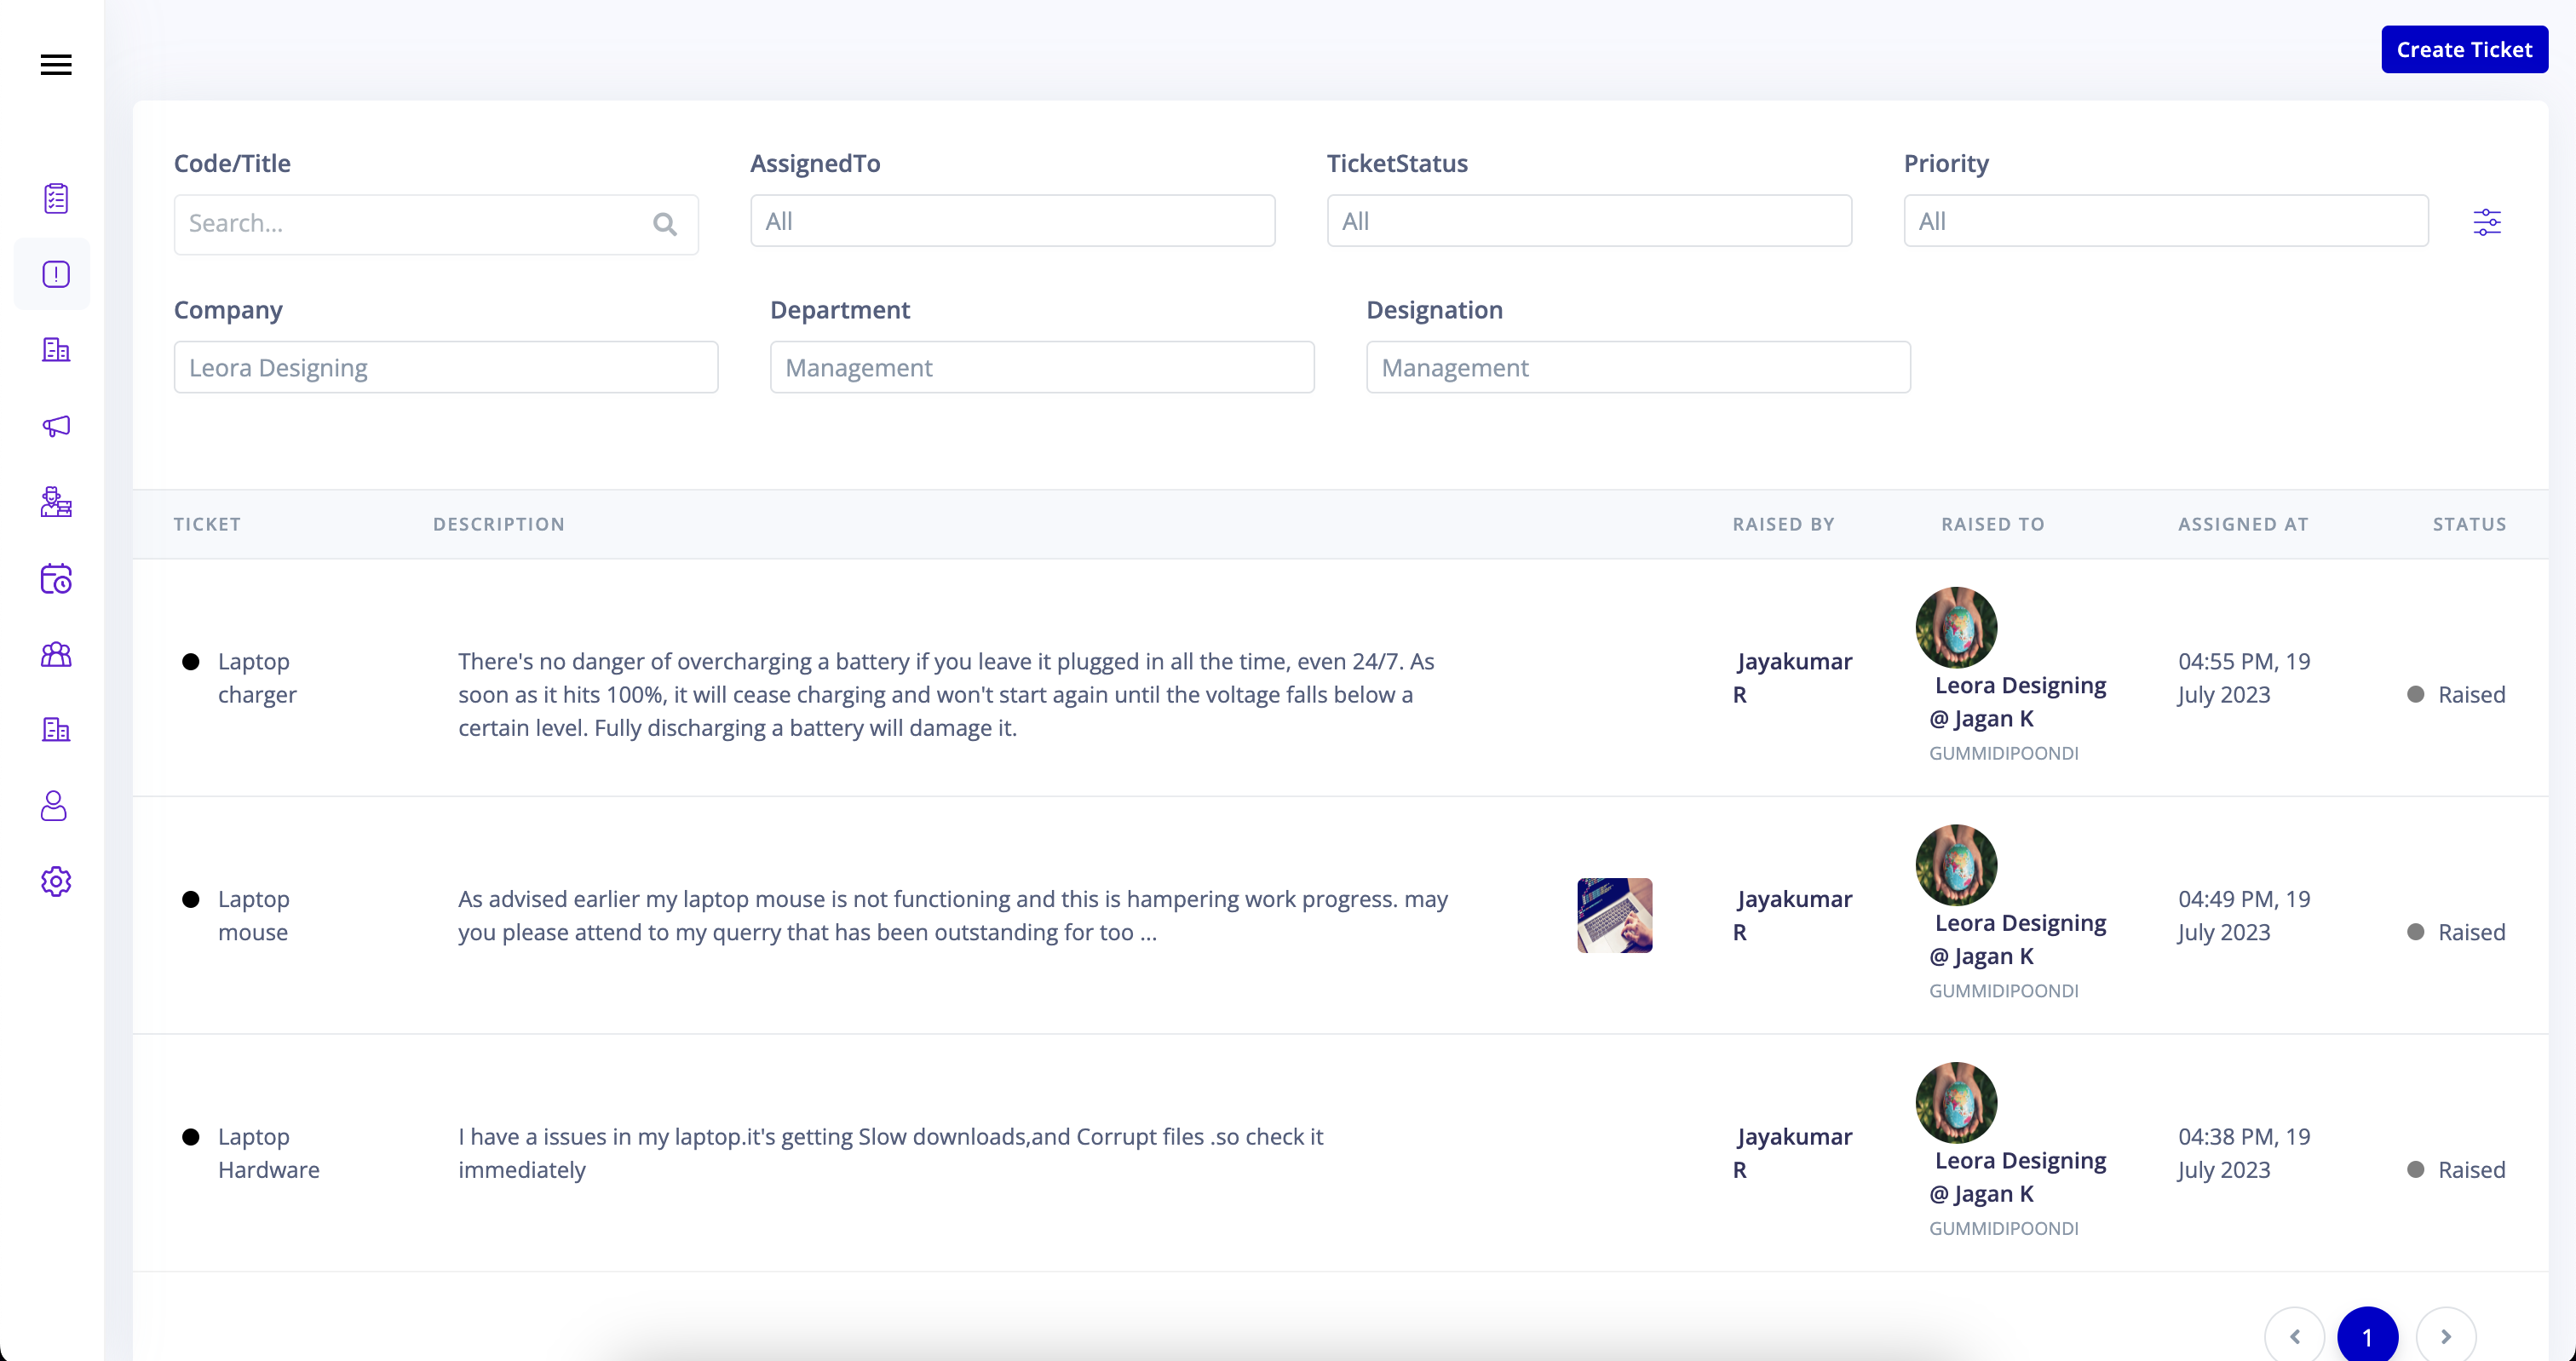 Create Ticket
Code/Title
AssignedTo
TicketStatus
Priority
Search...
All
All
All
Company
Department
Designation
Leora Designing
Management
Management
TICKET
DESCRIPTION
RAISED BY
RAISED TO
ASSIGNED AT
STATUS
Laptop
charger
There's no danger of overcharging a battery if you leave it plugged in all the time, even 24/7. As
soon as it hits 100%, it will cease charging and won't start again until the voltage falls below a
certain level. Fully discharging a battery will damage it.
Jayakumar
R
Leora Designing
@ Jagan K
GUMMIDIPOONDI
04:55 PM, 19
July 2023
Raised
Laptop
mouse
As advised earlier my laptop mouse is not functioning and this is hampering work progress. may
you please attend to my querry that has been outstanding for too ...
Jayakumar
R
Leora Designing
@ Jagan K
GUMMIDIPOONDI
04:49 PM, 19
July 2023
Raised
Laptop
Hardware
I have a issues in my laptop.it's getting Slow downloads,and Corrupt files .so check it
immediately
Jayakumar
R
Leora Designing
@ Jagan K
GUMMIDIPOONDI
04:38 PM, 19
July 2023
Raised
1